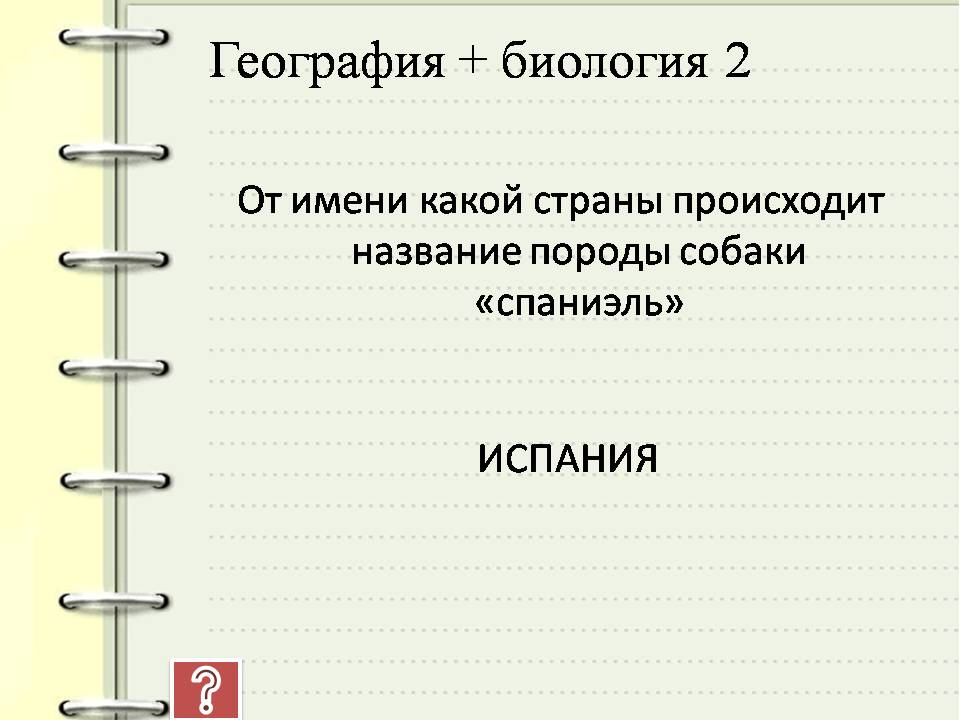 География + биология 2
От имени какой страны происходит
название породы собаки
«спаниэль»
ИСПАНИЯ
?